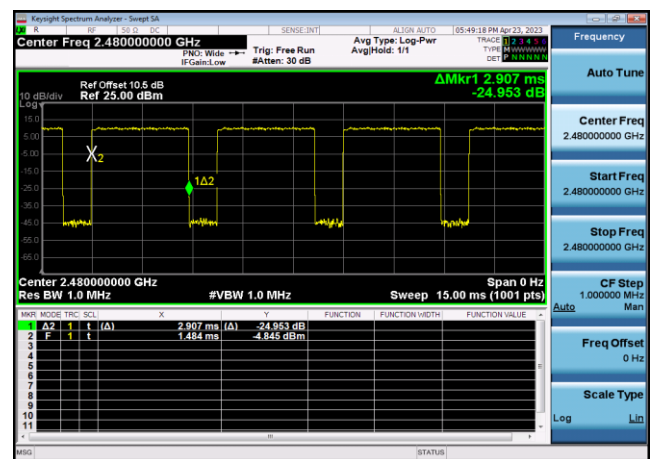 Keysight Spectrum Analyzer - Swept SA
R RF 50 Ω DC SENSE:INT ALIGN AUTO 05:49:18 PM Apr 23, 2023
Center Freq 2.480000000 GHz
PNO: Wide
IFGain:Low
Trig: Free Run
#Atten: 30 dB
Avg Type: Log-Pwr
Avg|Hold: 1/1
TRACE 1 2 3 4 5 6
TYPE M WWWWW
DET P NNNNN
Ref Offset 10.5 dB
10 dB/div Ref 25.00 dBm
Log
ΔMkr1 2.907 ms
-24.953 dB
15.0
5.00
-5.00
-15.0
-25.0
-35.0
-45.0
-55.0
-65.0
2
1Δ2
Center 2.480000000 GHz Span 0 Hz
Res BW 1.0 MHz #VBW 1.0 MHz Sweep 15.00 ms (1001 pts)
MKR MODE TRC SCL X Y FUNCTION FUNCTION WIDTH FUNCTION VALUE
1 Δ2 1 t (Δ) 2.907 ms (Δ) -24.953 dB
2 F 1 t 1.484 ms -4.845 dBm
3
4
5
6
7
8
9
10
11
MSG STATUS
Frequency
Auto Tune
Center Freq
2.480000000 GHz
Start Freq
2.480000000 GHz
Stop Freq
2.480000000 GHz
CF Step
1.000000 MHz
Auto Man
Freq Offset
0 Hz
Scale Type
Log Lin